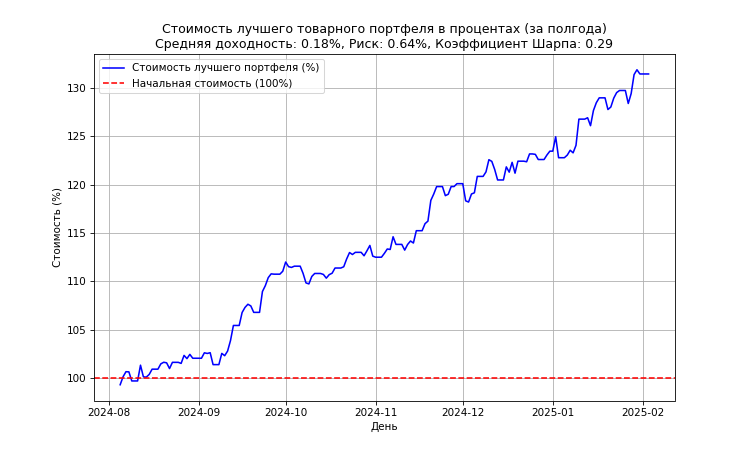 Стоимость лучшего товарного портфеля в процентах (за полгода)
Средняя доходность: 0.18%, Риск: 0.64%, Коэффициент Шарпа: 0.29
Стоимость лучшего портфеля (%)
Начальная стоимость (100%)
Стоимость (%)
130
125
120
115
110
105
100
2024-08
2024-09
2024-10
2024-11
2024-12
2025-01
2025-02
День